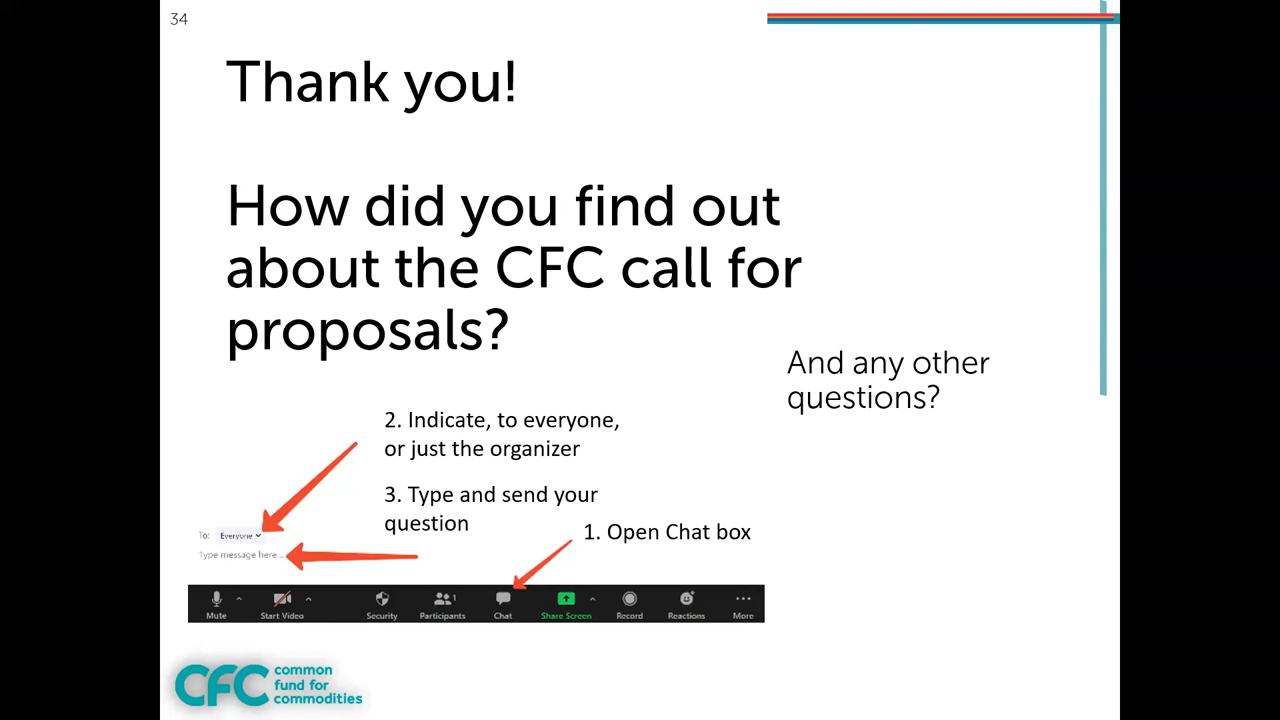 34
Thank you!
How did you find out
about the CFC call for
proposals?
And any other
questions?
2. Indicate, to everyone,
or just the organizer
3. Type and send your
question
1. Open Chat box
To: Everyone
Type message here...
1
Mute
Start Video
Security
Participants
Chat
Share Screen
Record
Reactions
More
CFC
common
fund for
commodities